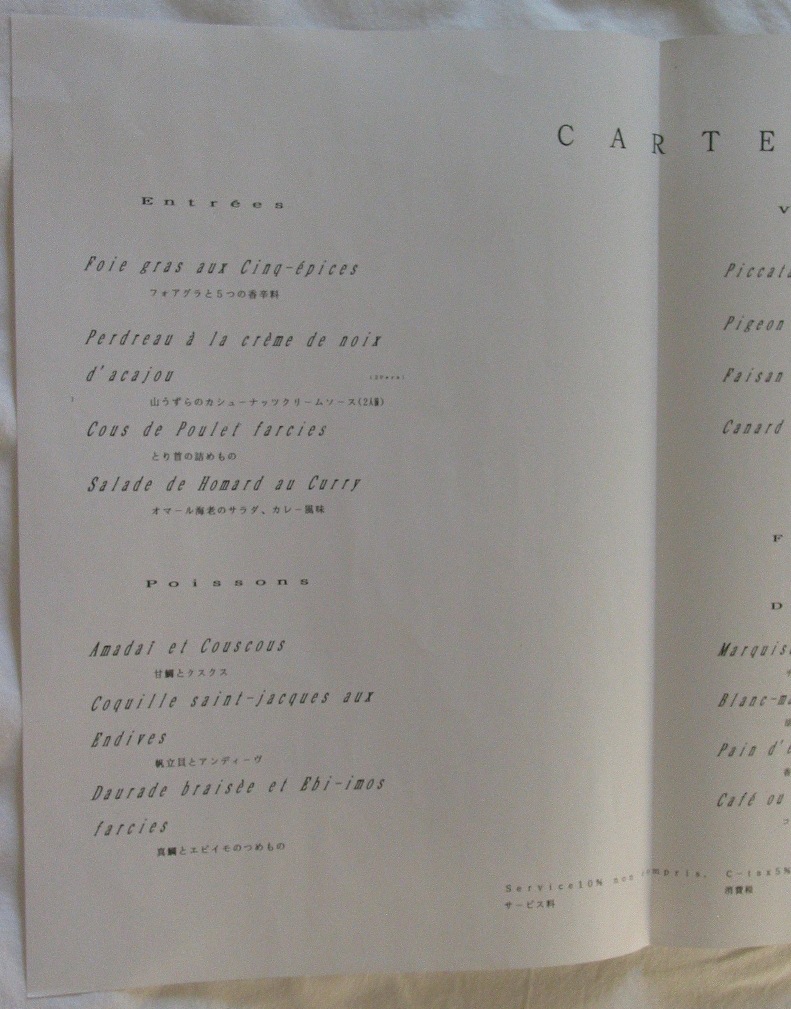 CARTE
Entrées
Foie gras aux Cinq-épices
フォアグラと5つの香辛料
Perdreau à la crème de noix
d'acajou
山うずらのカシューナッツクリームソース(2人様)
Cous de Poulet farcies
とり首の詰めもの
Salade de Homard au Curry
オマール海老のサラダ、カレー風味
Poissons
Amadaï et Couscous
甘鯛とクスクス
Coquille saint-jacques aux
Endives
帆立貝とアンディーヴ
Daurade braisèe et Ebi-imos
farcies
真鯛とエビイモのつめもの
V
Piccata
Pigeon
Faisan
Canard
F
D
Marquis
Blanc-m
Pain d'
Café ou
Service10% non compris. C-tax5%
サービス料 消費税